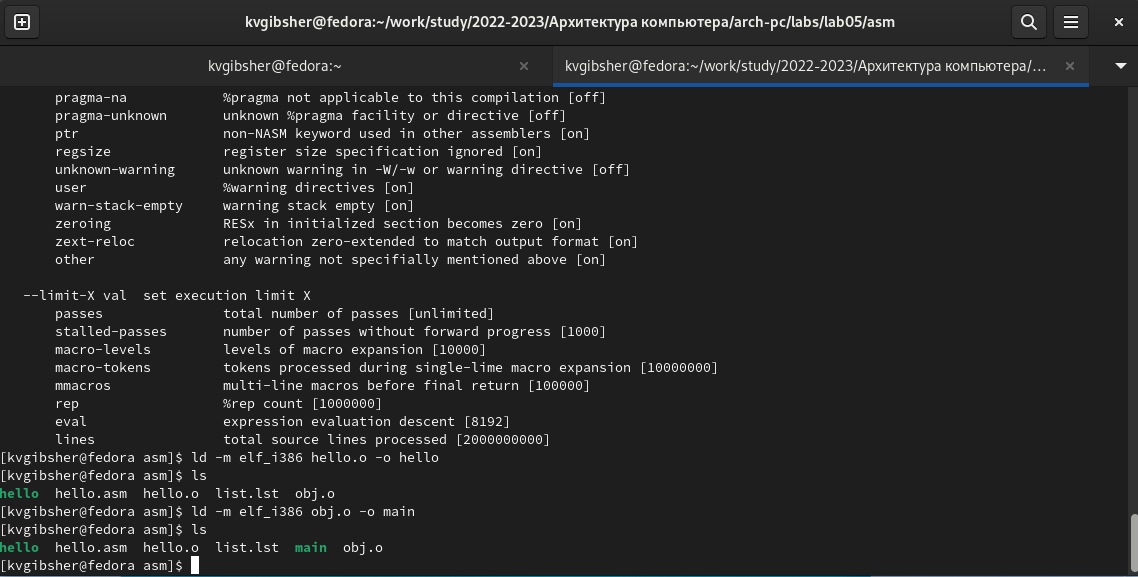 kvgibsher@fedora:~/work/study/2022-2023/Архитектура компьютера/arch-pc/labs/lab05/asm
kvgibsher@fedora:~
kvgibsher@fedora:~/work/study/2022-2023/Архитектура компьютера/...
pragma-na %pragma not applicable to this compilation [off]
pragma-unknown unknown %pragma facility or directive [off]
ptr non-NASM keyword used in other assemblers [on]
regsize register size specification ignored [on]
unknown-warning unknown warning in -W/-w or warning directive [off]
user %warning directives [on]
warn-stack-empty warning stack empty [on]
zeroing RESx in initialized section becomes zero [on]
zext-reloc relocation zero-extended to match output format [on]
other any warning not specifially mentioned above [on]
--limit-X val set execution limit X
passes total number of passes [unlimited]
stalled-passes number of passes without forward progress [1000]
macro-levels levels of macro expansion [10000]
macro-tokens tokens processed during single-lime macro expansion [10000000]
mmacros multi-line macros before final return [100000]
rep %rep count [1000000]
eval expression evaluation descent [8192]
lines total source lines processed [2000000000]
[kvgibsher@fedora asm]$ ld -m elf_i386 hello.o -o hello
[kvgibsher@fedora asm]$ ls
hello hello.asm hello.o list.lst obj.o
[kvgibsher@fedora asm]$ ld -m elf_i386 obj.o -o main
[kvgibsher@fedora asm]$ ls
hello hello.asm hello.o list.lst main obj.o
[kvgibsher@fedora asm]$